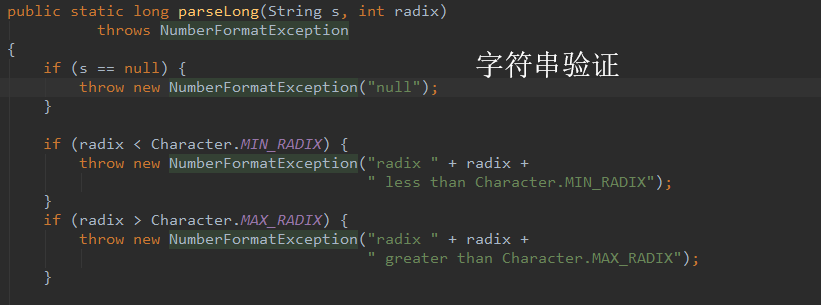 public static long parseLong(String s, int radix)
throws NumberFormatException
{
if (s == null) {
字符串验证
throw new NumberFormatException("null");
}
if (radix < Character.MIN_RADIX) {
throw new NumberFormatException("radix " + radix +
" less than Character.MIN_RADIX");
}
if (radix > Character.MAX_RADIX) {
throw new NumberFormatException("radix " + radix +
" greater than Character.MAX_RADIX");
}